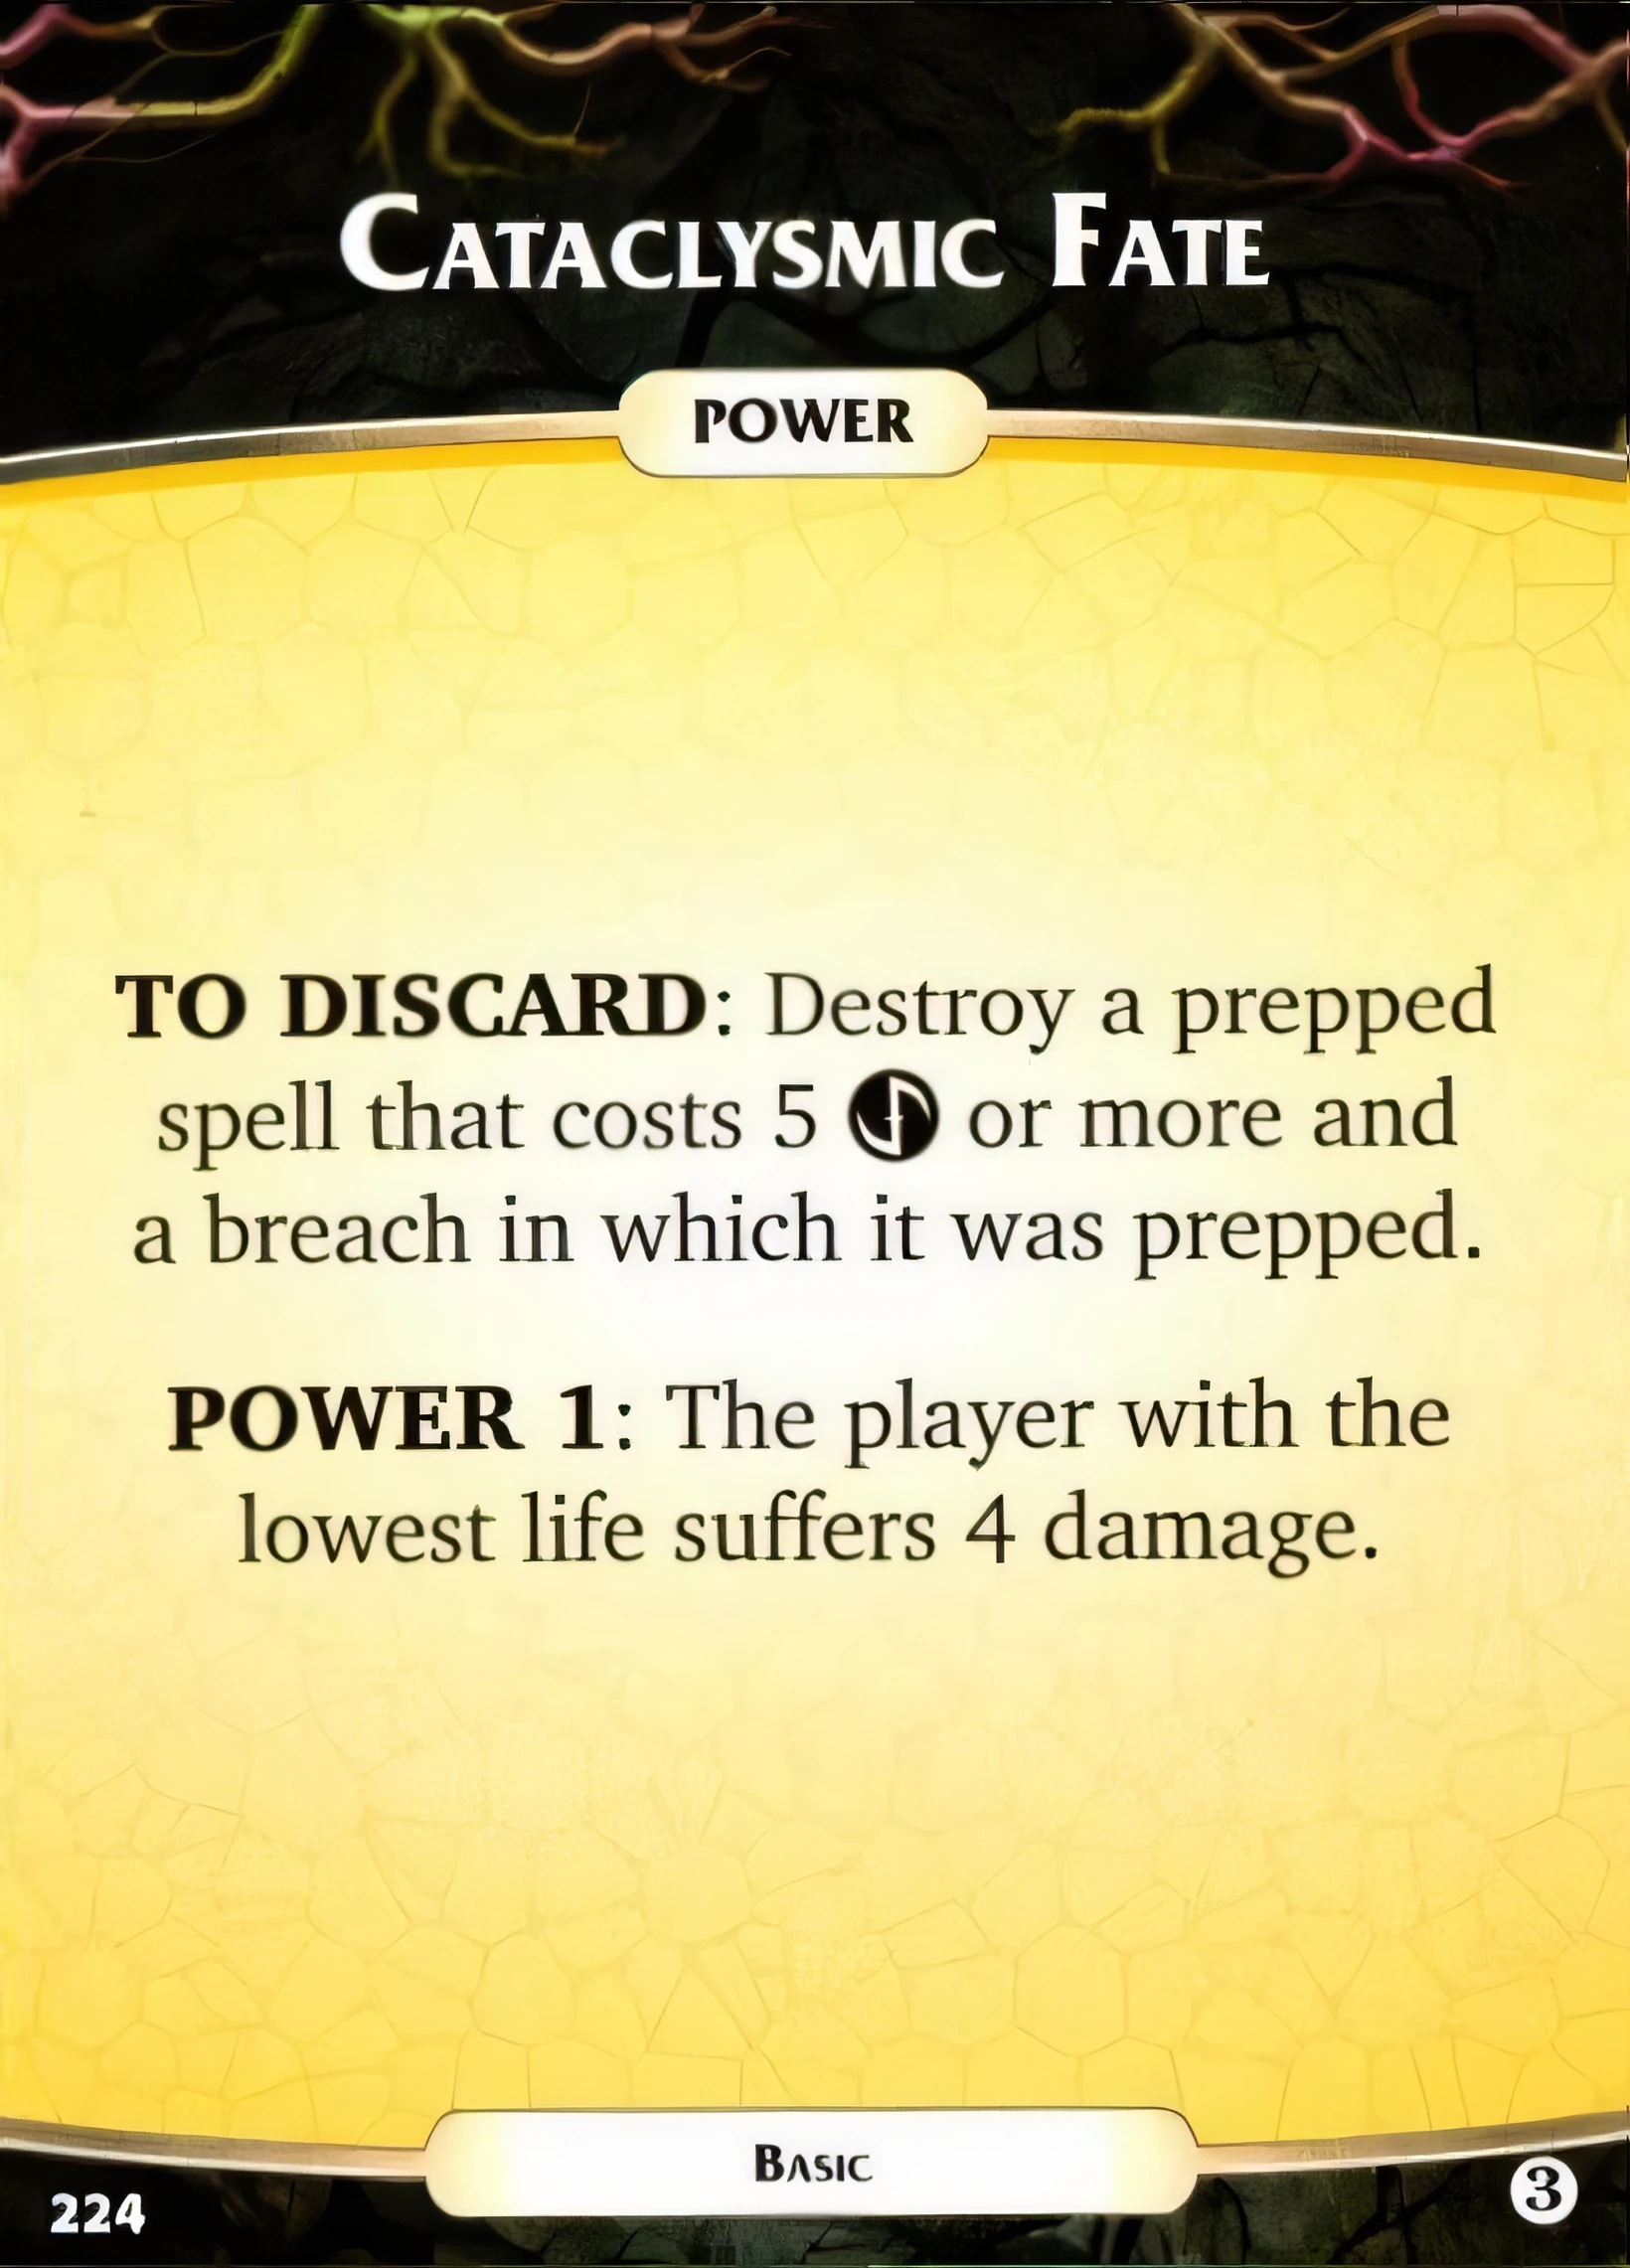 CATACLYSMIC FATE
POWER
TO DISCARD: Destroy a prepped
spell that costs 5 or more and
a breach in which it was prepped.
POWER 1: The player with the
lowest life suffers 4 damage.
BASIC
224
3